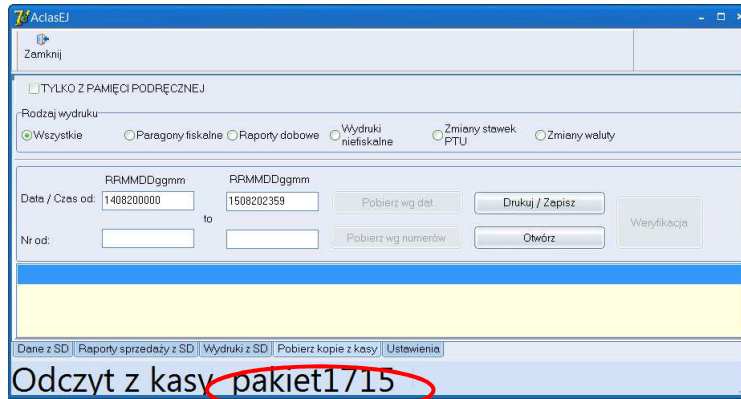 AclasEJ
Zamknij
TYLKO Z PAMIĘCI PODRĘCZNEJ
Rodzaj wydruku
Wszystkie Paragony fiskalne Raporty dobowe Wydruki niefiskalne Zmiany stawek PTU Zmiany waluty
RRMMDDggmm RRMMDDggmm
Data / Czas od: 1408200000 to 1508202359 Pobierz wg dat Drukuj / Zapisz Weryfikacja
Nr od: Pobierz wg numerów Otwórz
Dane z SD Raporty sprzedaży z SD Wydruki z SD Pobierz kopie z kasy Ustawienia
Odczyt z kasy pakiet1715